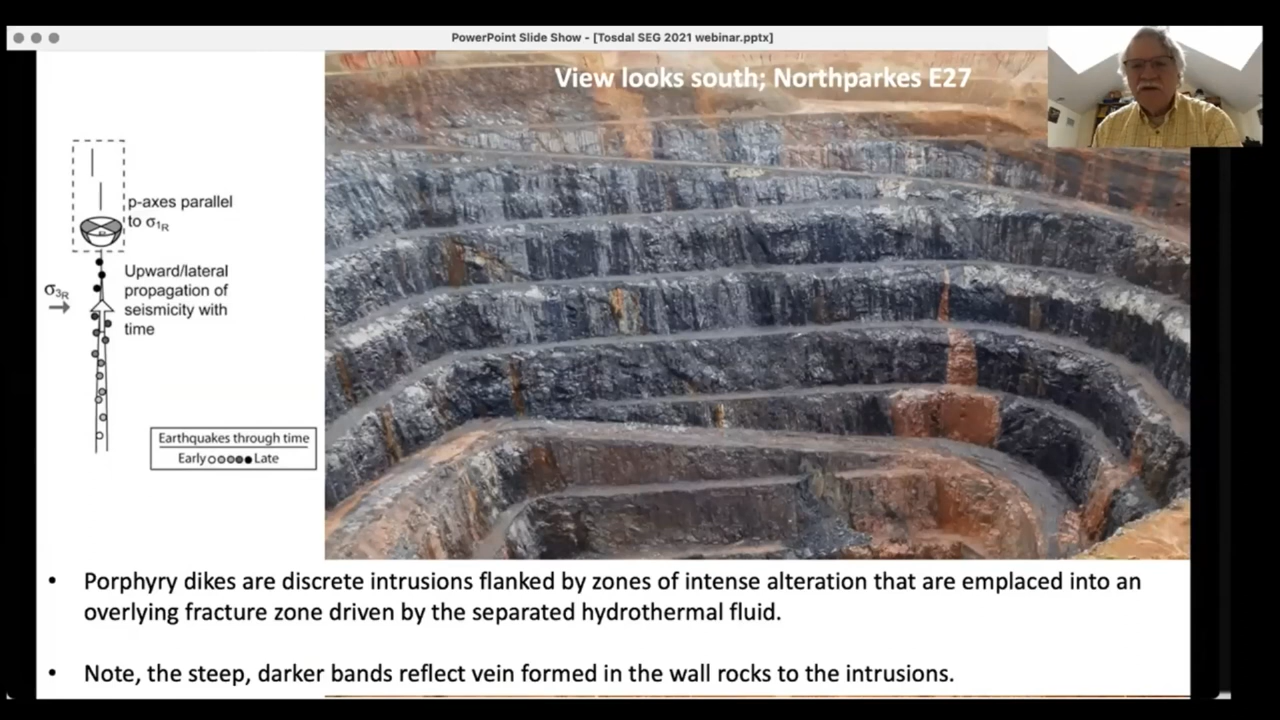 PowerPoint Slide Show - [Tosdal SEG 2021 webinar.pptx]
View looks south; Northparkes E27
p-axes parallel
to σ1R
Upward/lateral
propagation of
seismicity with
time
σ3R
Earthquakes through time
Early Late
• Porphyry dikes are discrete intrusions flanked by zones of intense alteration that are emplaced into an
overlying fracture zone driven by the separated hydrothermal fluid.
• Note, the steep, darker bands reflect vein formed in the wall rocks to the intrusions.